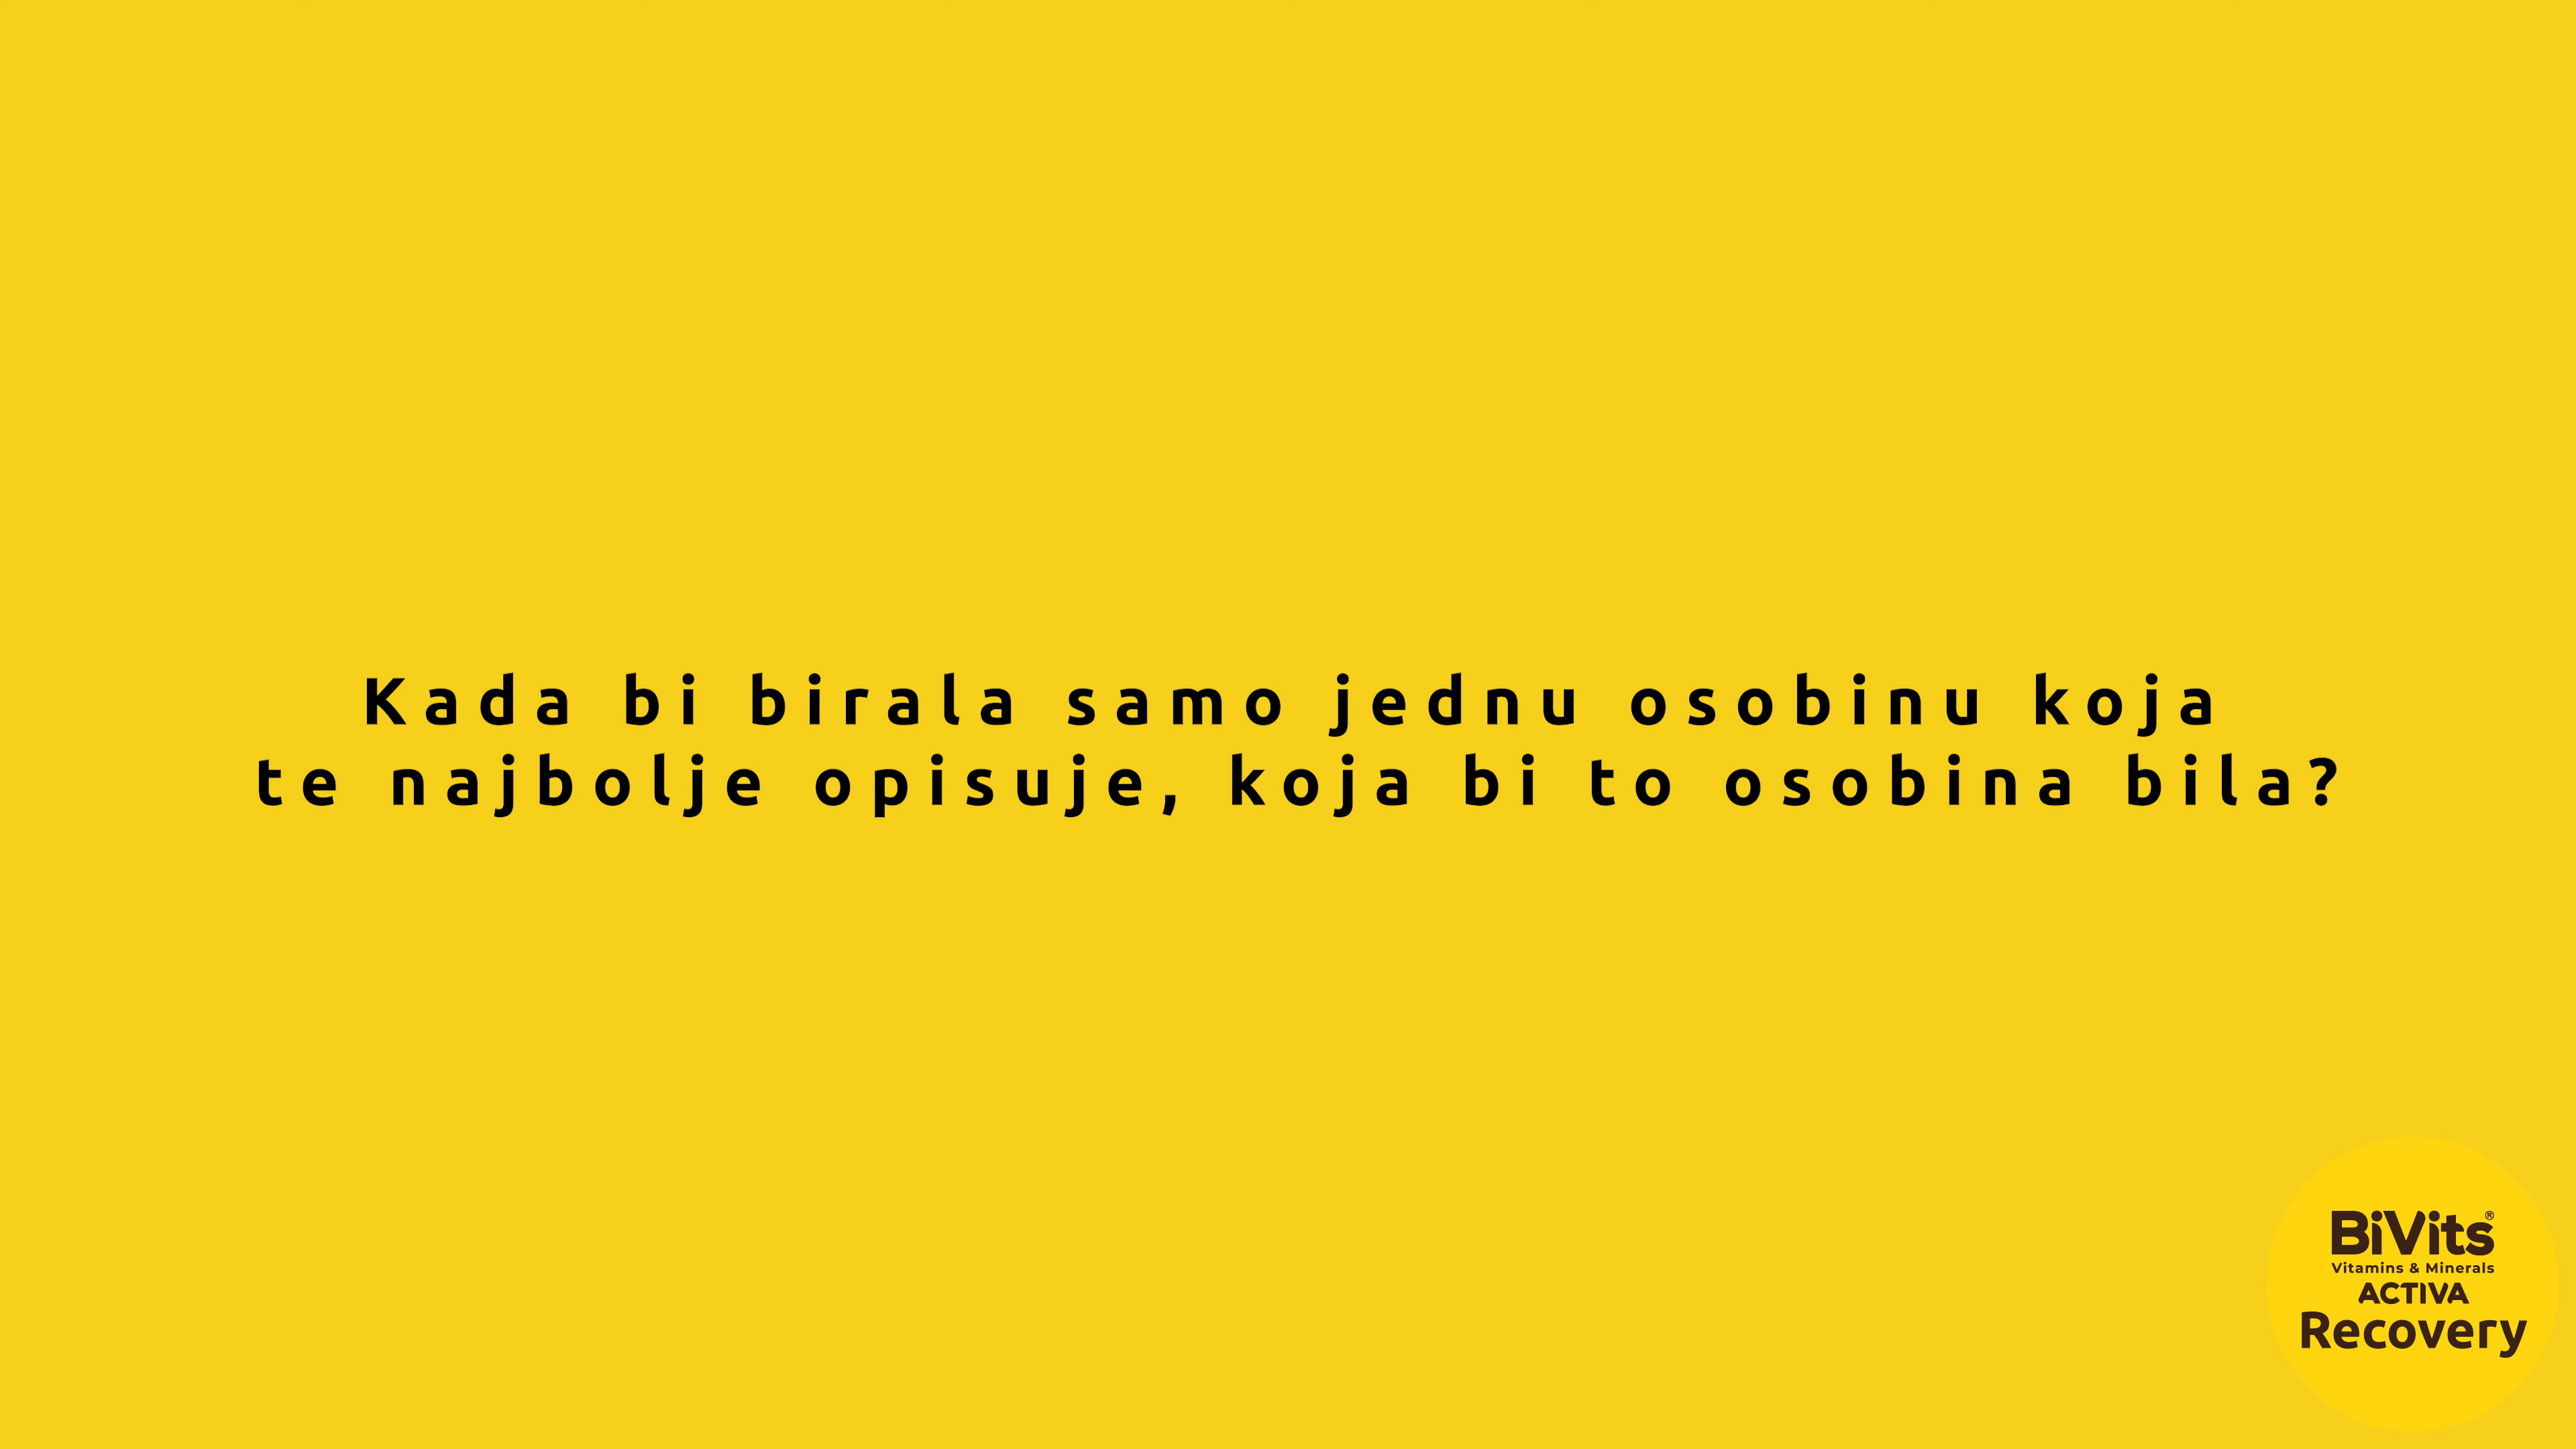 Kada bi birala samo jednu osobinu koja
te najbolje opisuje, koja bi to osobina bila?
BiVits®
Vitamins & Minerals
ACTIVA
Recovery